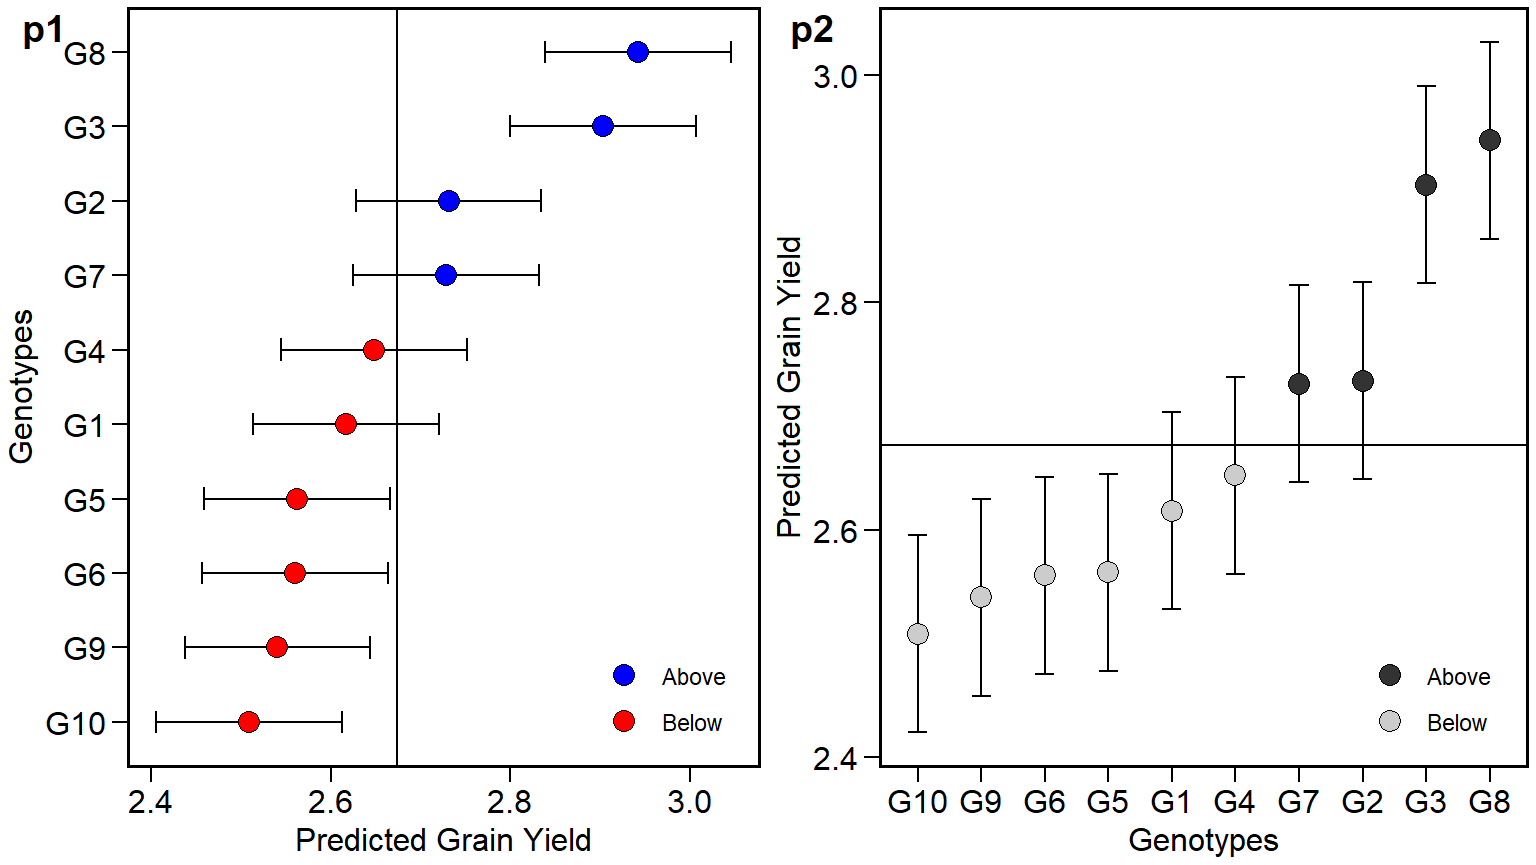 p1
G8
G3
G2
G7
G4
G1
G5
G6
G9
G10
Genotypes
Above
Below
2.4 2.6 2.8 3.0
Predicted Grain Yield
p2
3.0
2.8
2.6
2.4
Predicted Grain Yield
Above
Below
G10 G9 G6 G5 G1 G4 G7 G2 G3 G8
Genotypes